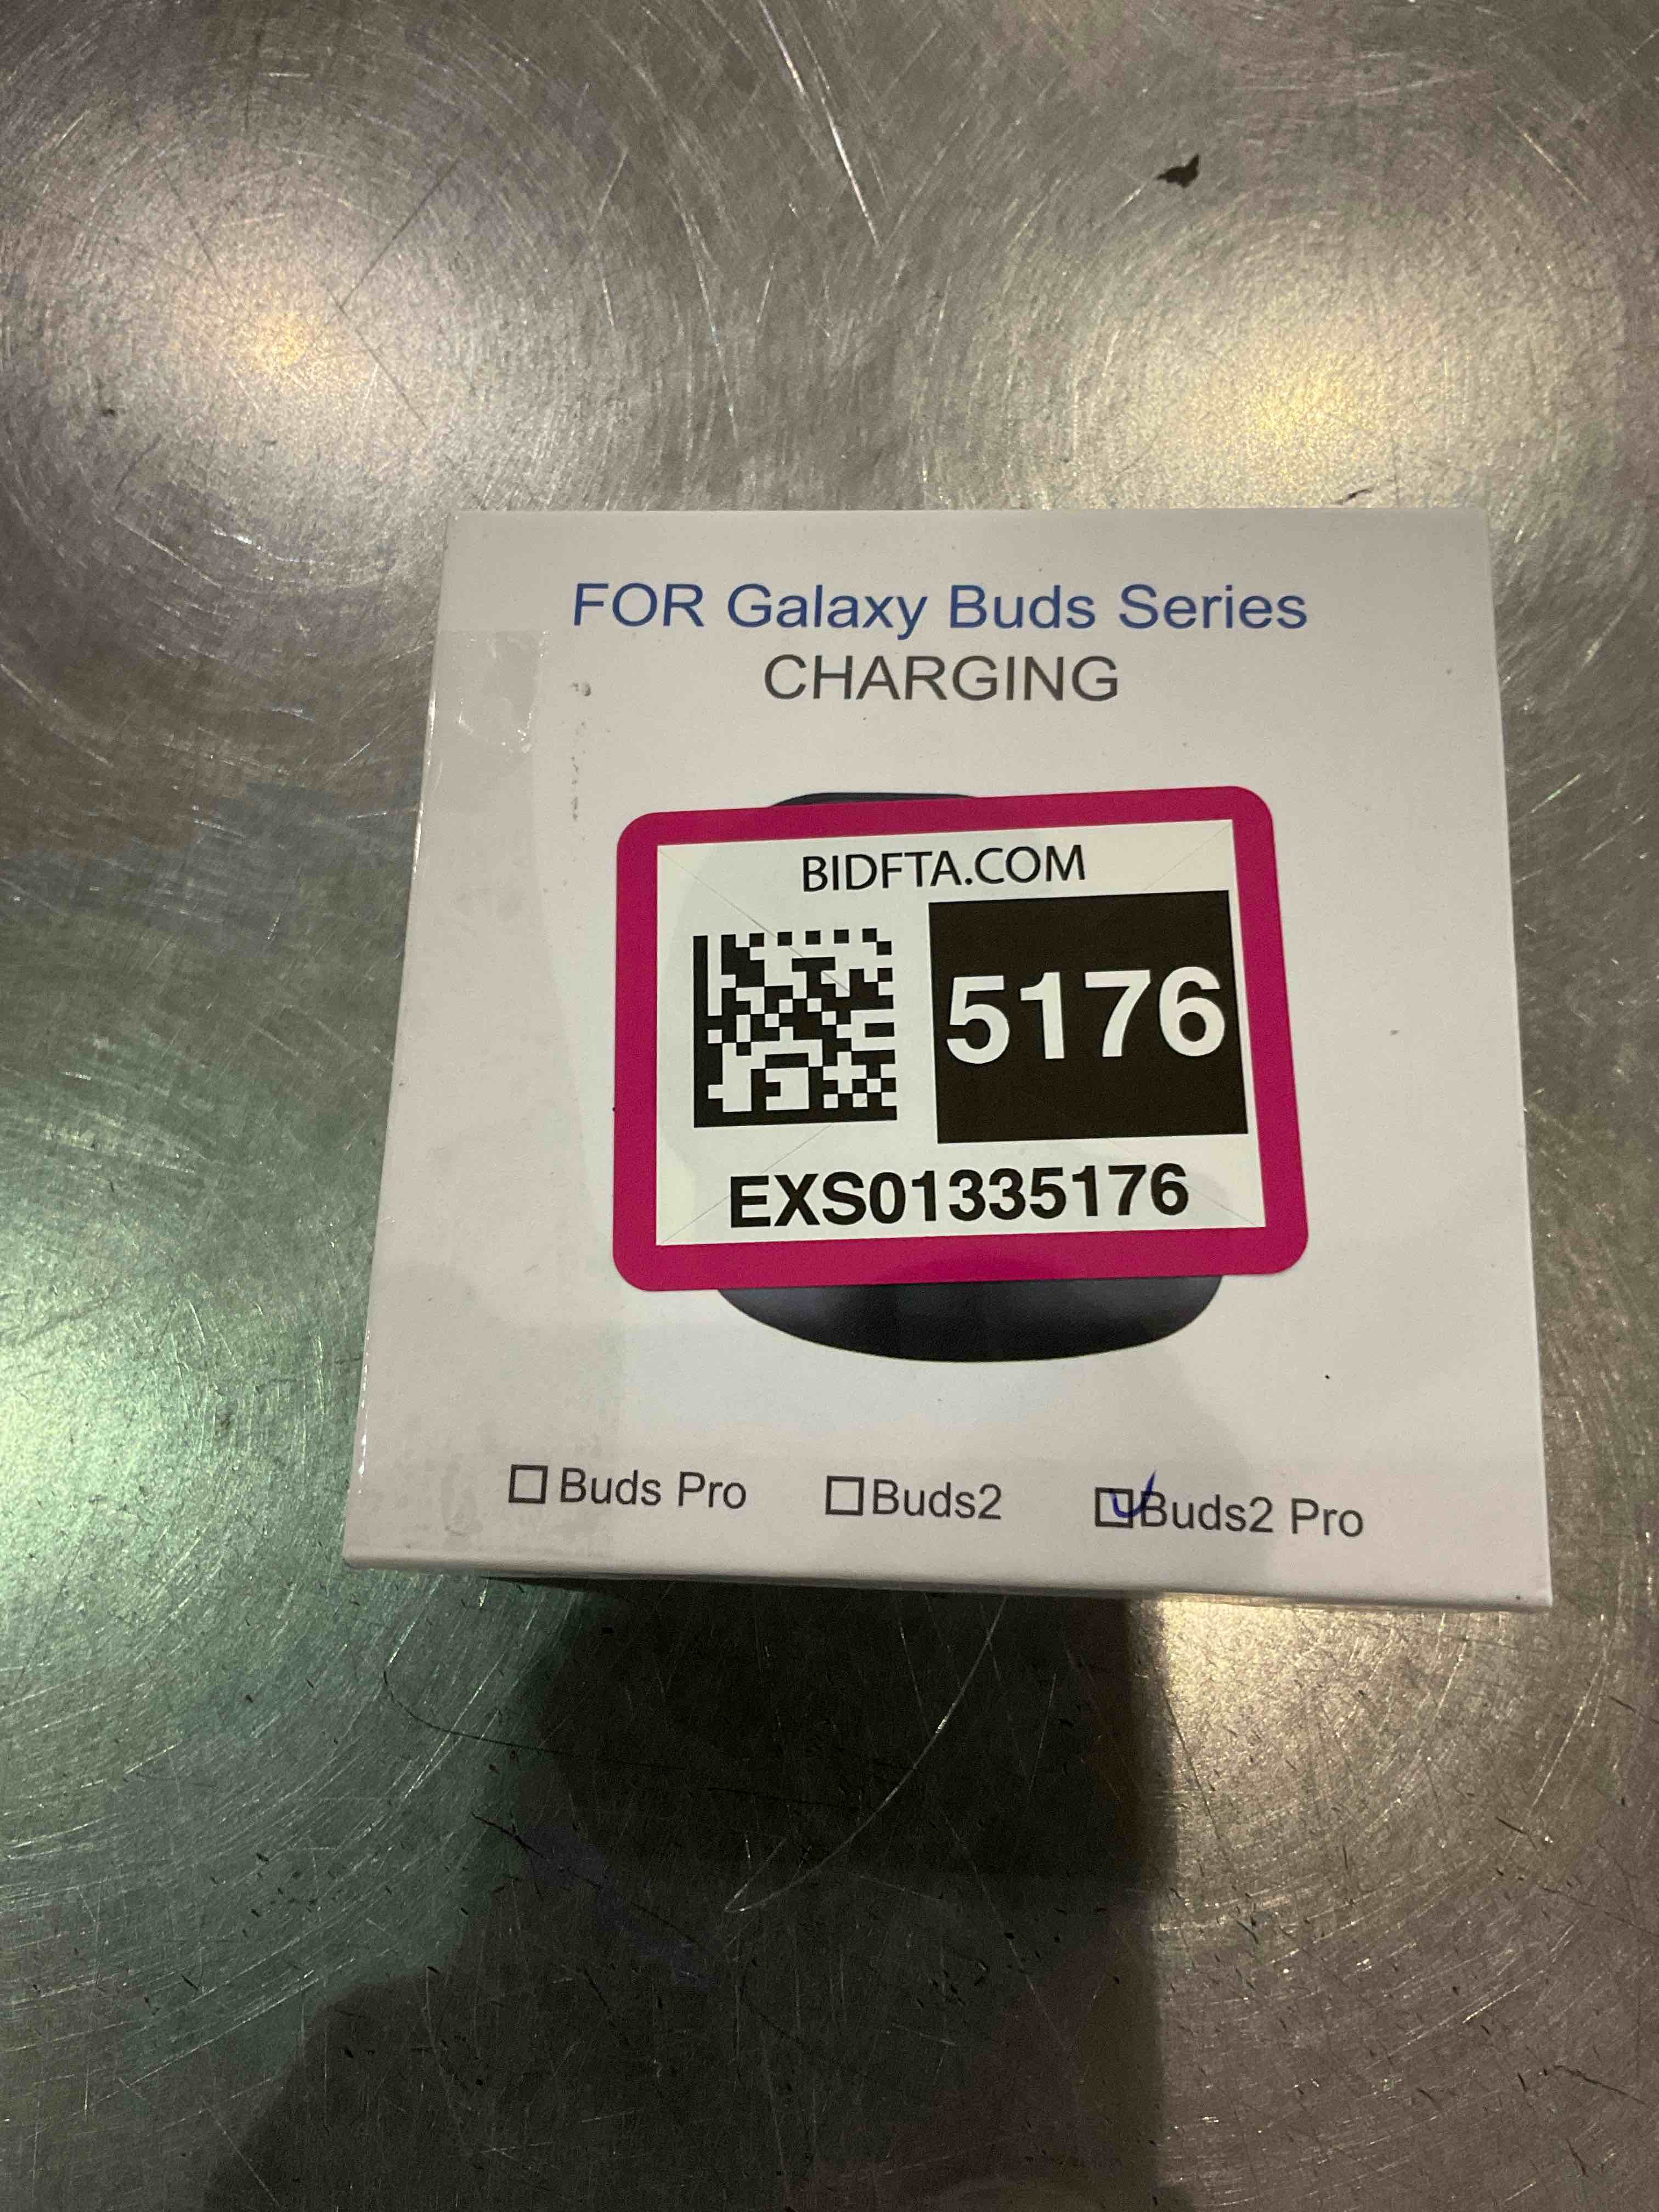 FOR Galaxy Buds Series
CHARGING
BIDFTA.COM
5176
EXS01335176
Buds Pro Buds2 Buds2 Pro